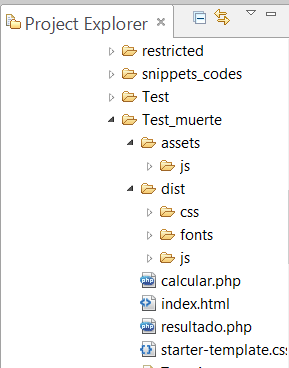 Project Explorer
restricted
snippets_codes
Test
Test_muerte
assets
js
dist
css
fonts
js
calcular.php
index.html
resultado.php
starter-template.cs